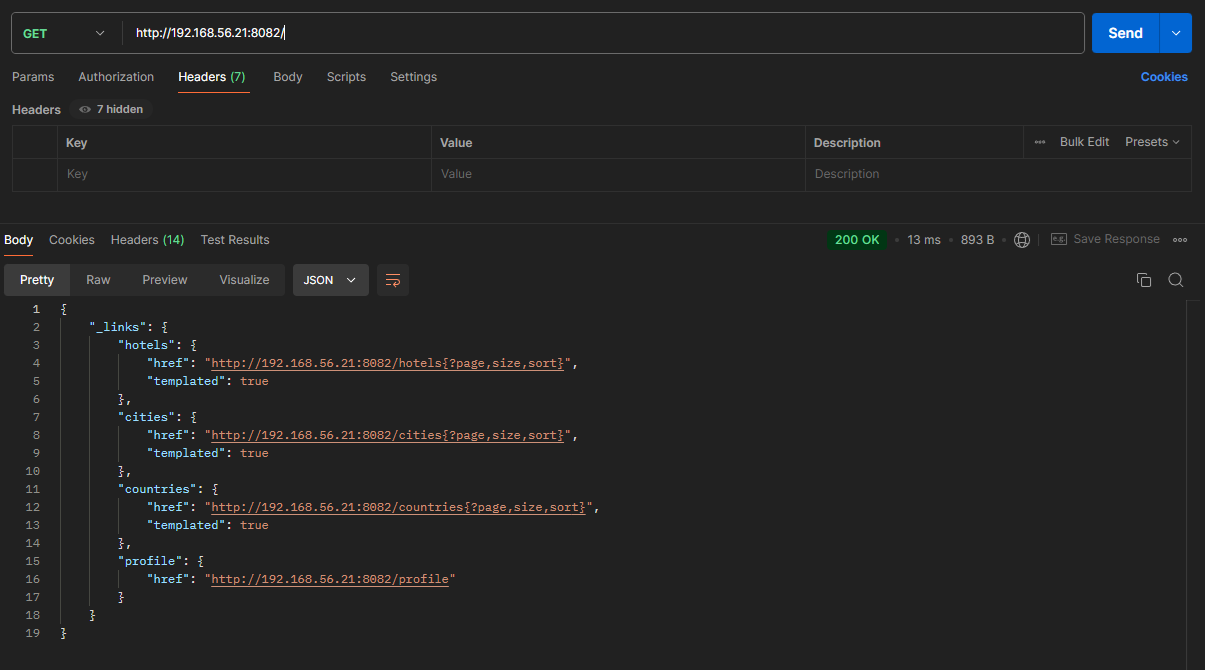 GET http://192.168.56.21:8082/ Send
Params Authorization Headers (7) Body Scripts Settings Cookies
Headers 7 hidden
Key Value Description Bulk Edit Presets
Key Value Description
Body Cookies Headers (14) Test Results 200 OK 13 ms 893 B Save Response
Pretty Raw Preview Visualize JSON
1 {
2 "_links": {
3 "hotels": {
4 "href": "http://192.168.56.21:8082/hotels{?page,size,sort}",
5 "templated": true
6 },
7 "cities": {
8 "href": "http://192.168.56.21:8082/cities{?page,size,sort}",
9 "templated": true
10 },
11 "countries": {
12 "href": "http://192.168.56.21:8082/countries{?page,size,sort}",
13 "templated": true
14 },
15 "profile": {
16 "href": "http://192.168.56.21:8082/profile"
17 }
18 }
19 }